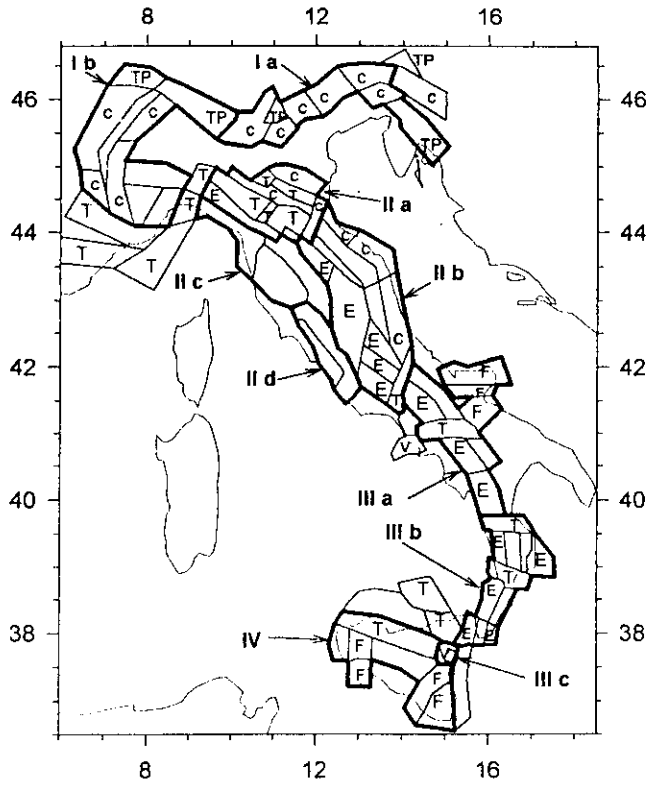 8 12 16
I b I a TP
TP
46 C C C C
C C TP C TP C C
TP
C
C T C
T E C T II a
T T T C
44 T C C
T II c E II b
E
E C
42 II d E T
E E T F
F
T
V E
40 III a E
III b T
E E
T
T E
38 IV T T E
F V III c
F F
F
8 12 16